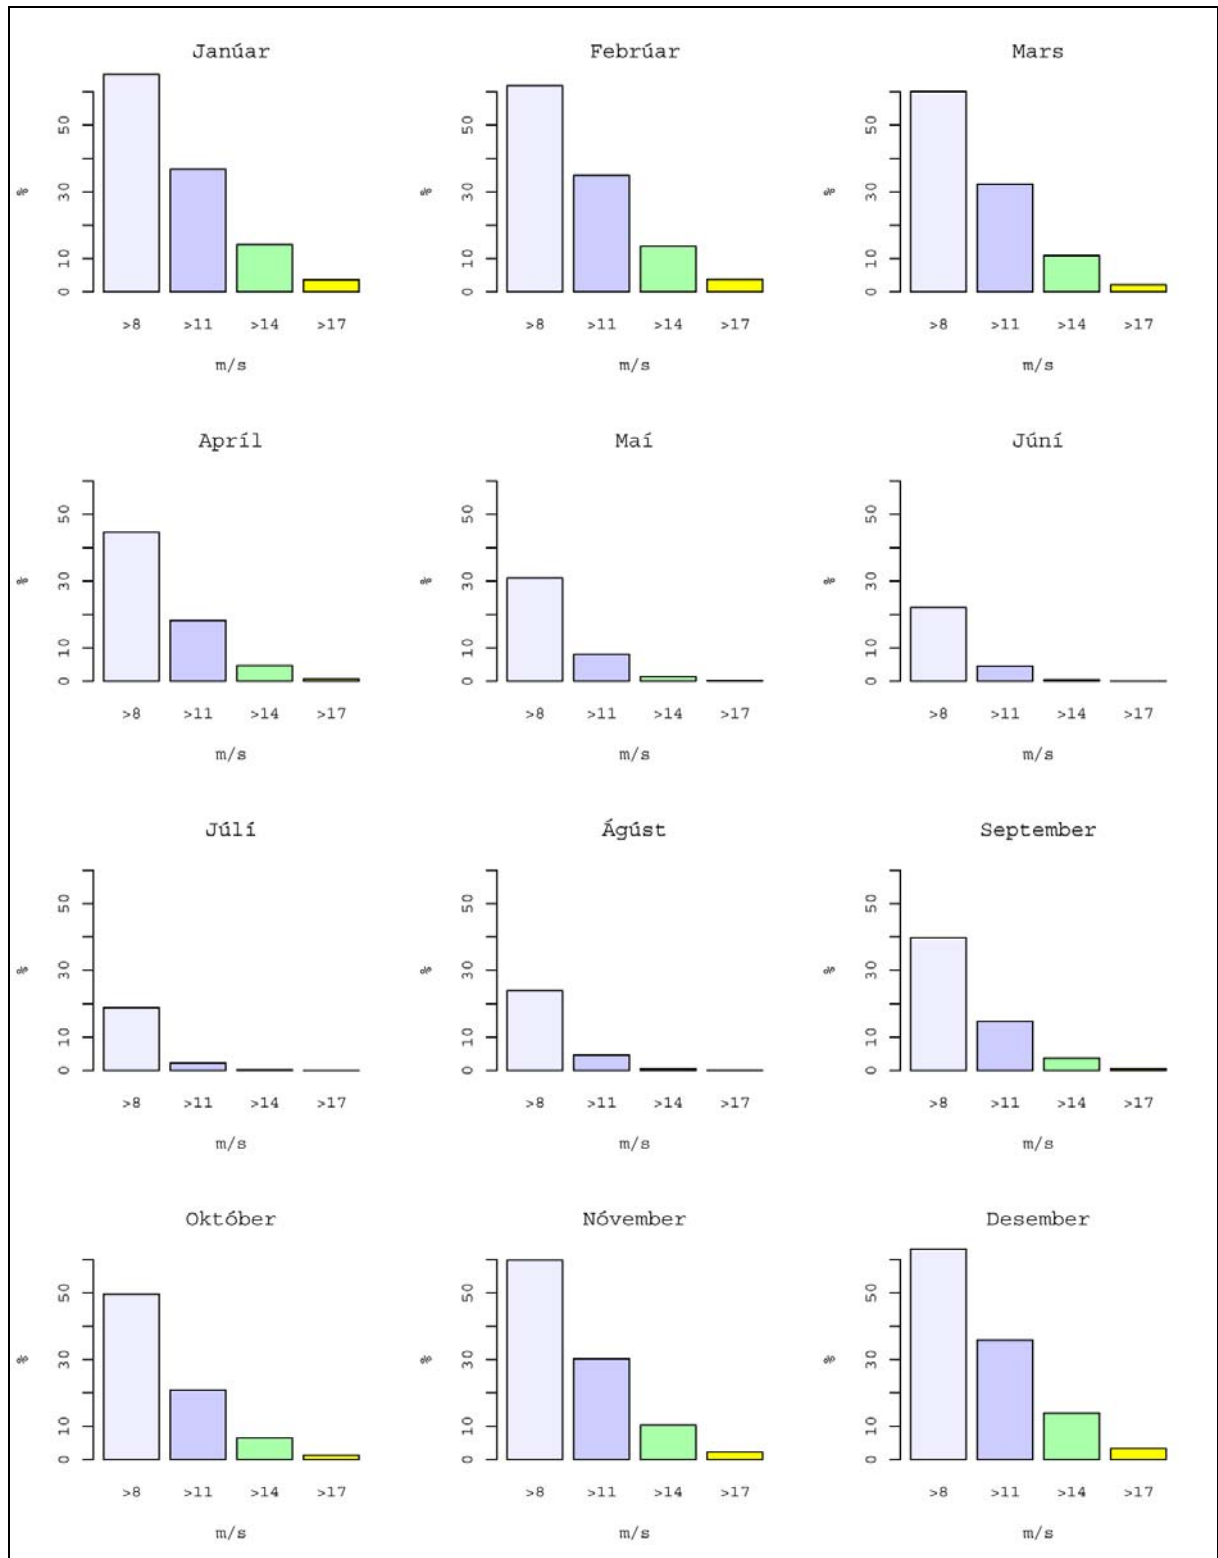 Janúar Febrúar Mars
50 50 50
% 30 % 30 % 30
10 10 10
0 0 0
>8 >11 >14 >17 >8 >11 >14 >17 >8 >11 >14 >17
m/s m/s m/s
Apríl Maí Júní
50 50 50
% 30 % 30 % 30
10 10 10
0 0 0
>8 >11 >14 >17 >8 >11 >14 >17 >8 >11 >14 >17
m/s m/s m/s
Júlí Ágúst September
50 50 50
% 30 % 30 % 30
10 10 10
0 0 0
>8 >11 >14 >17 >8 >11 >14 >17 >8 >11 >14 >17
m/s m/s m/s
Október Nóvember Desember
50 50 50
% 30 % 30 % 30
10 10 10
0 0 0
>8 >11 >14 >17 >8 >11 >14 >17 >8 >11 >14 >17
m/s m/s m/s